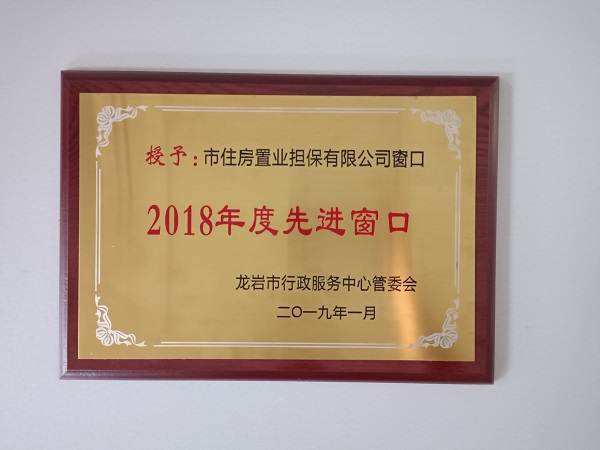 授予：市住房置业担保有限公司窗口
2018年度先进窗口
龙岩市行政服务中心管委会
二〇一九年一月